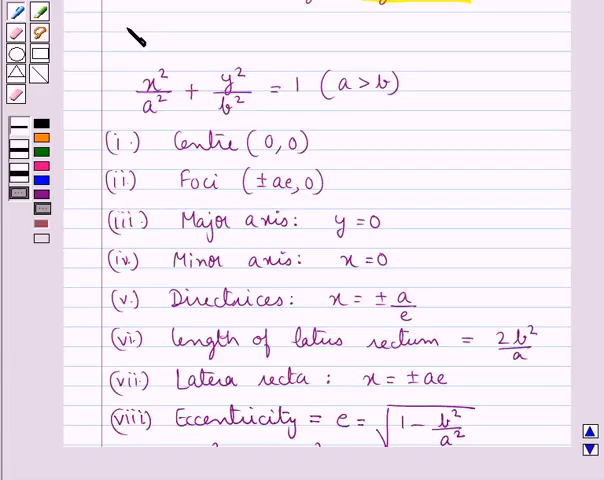 x²/a² + y²/b² = 1 (a > b)
(i.) Centre (0, 0)
(ii) Foci (±ae, 0)
(iii.) Major axis: y = 0
(iv.) Minor axis: x = 0
(v.) Directrices: x = ± a/e
(vi.) length of latus rectum = 2b²/a
(vii.) Latera recta : x = ±ae
(viii) Eccentricity = e = √(1 - b²/a²)